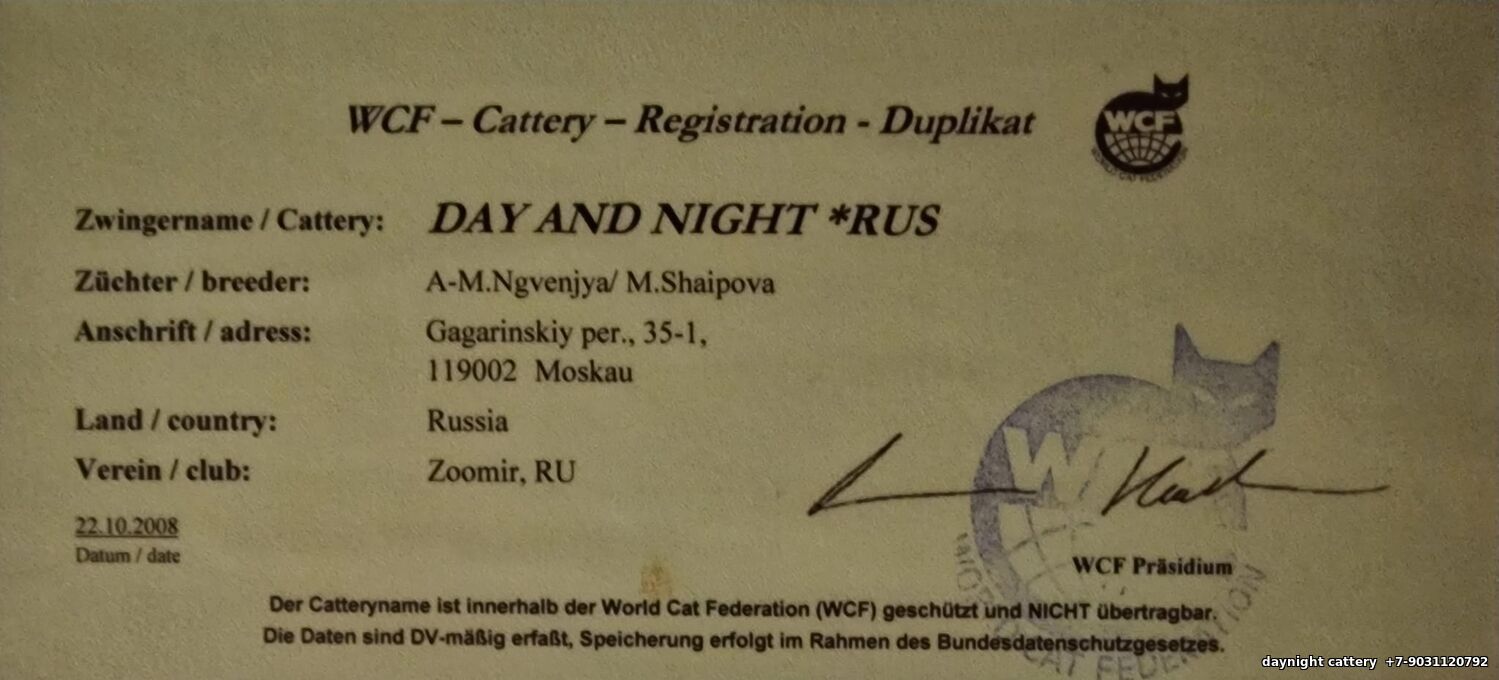 WCF – Cattery – Registration - Duplikat
WCF
WORLD CAT FEDERATION
Zwingername / Cattery: DAY AND NIGHT *RUS
Züchter / breeder: A-M.Ngvenjya/ M.Shaipova
Anschrift / adress: Gagarinskiy per., 35-1,
119002 Moskau
Land / country: Russia
Verein / club: Zoomir, RU
22.10.2008
Datum / date
WCF Präsidium
Der Catteryname ist innerhalb der World Cat Federation (WCF) geschützt und NICHT übertragbar.
Die Daten sind DV-mäßig erfaßt, Speicherung erfolgt im Rahmen des Bundesdatenschutzgesetzes.
daynight cattery +7-9031120792